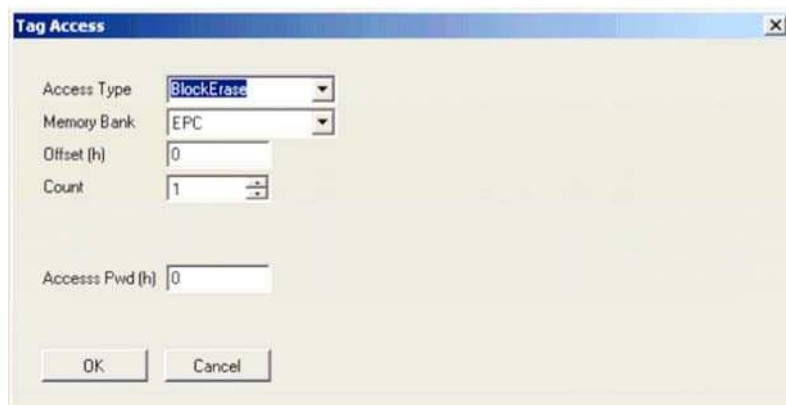 Tag Access
Access Type BlockErase
Memory Bank EPC
Offset (h) 0
Count 1
Accesss Pwd (h) 0
OK Cancel